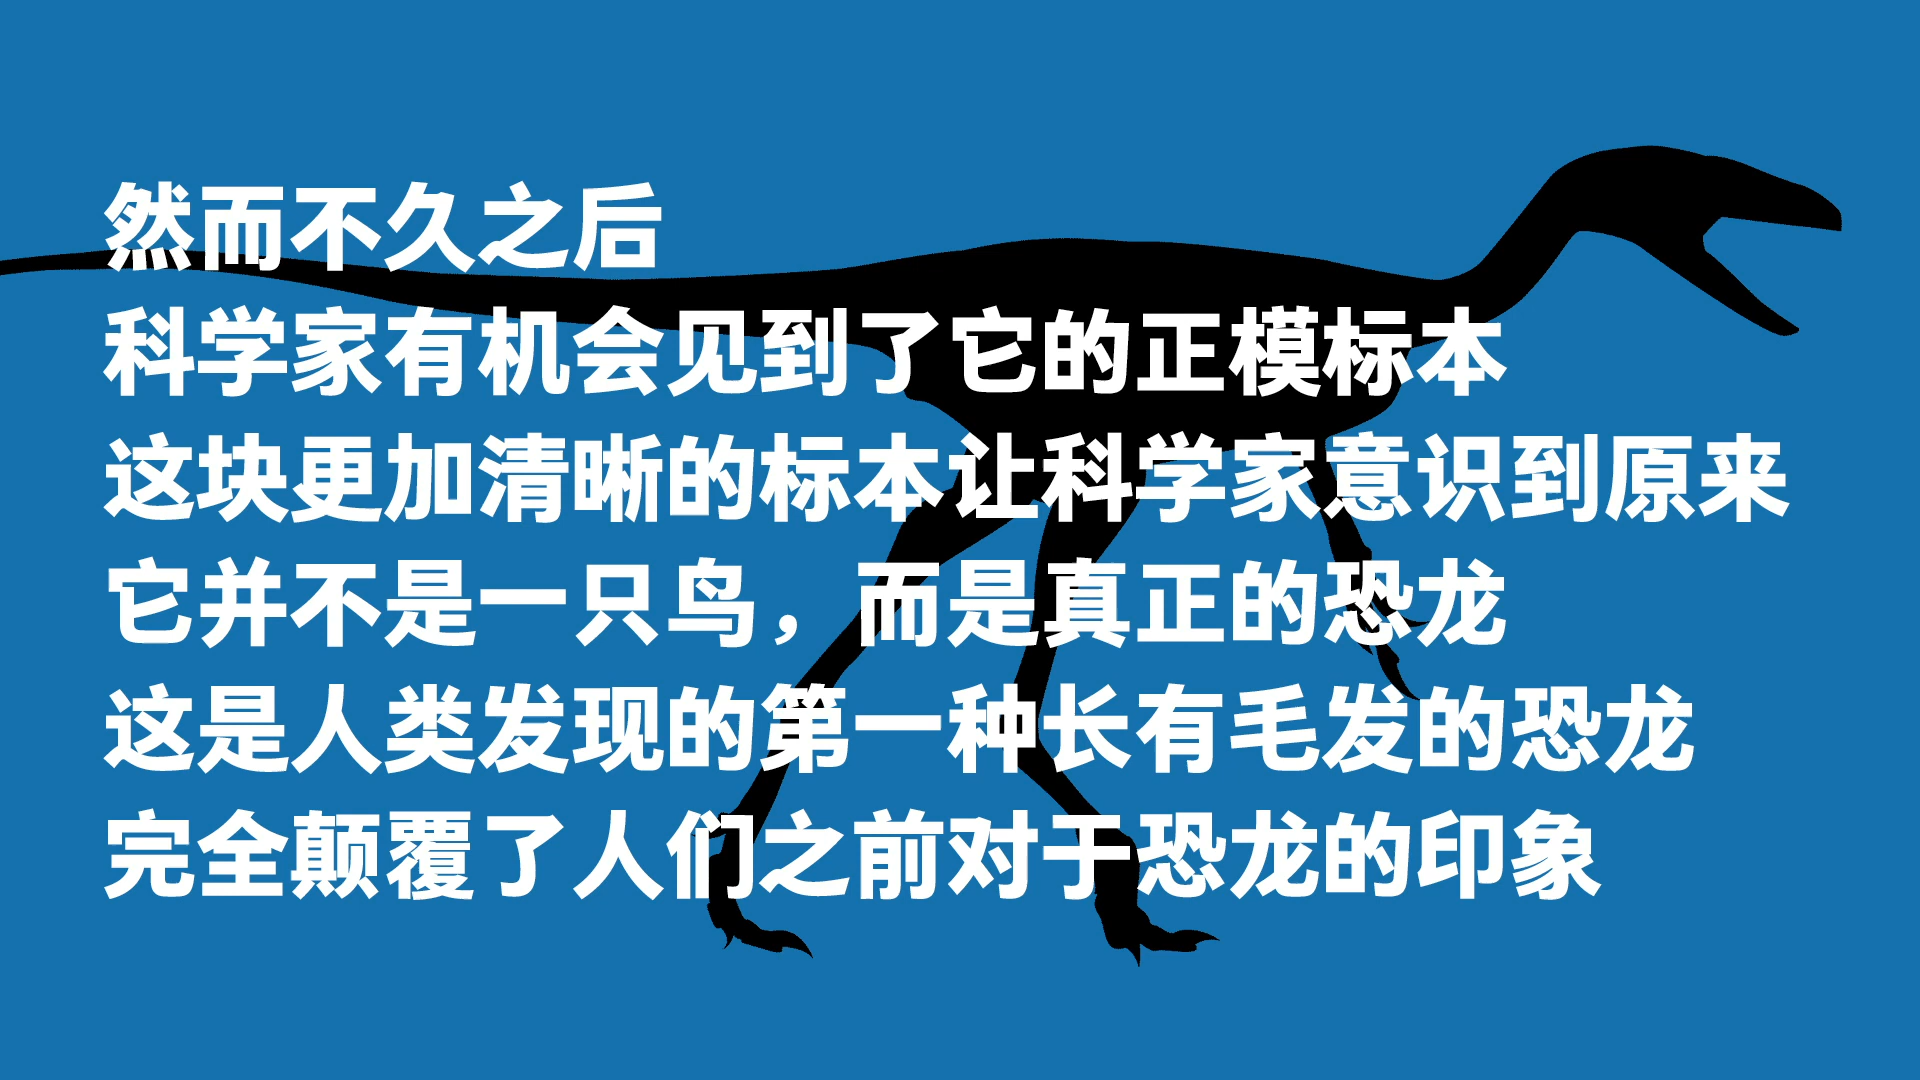 然而不久之后
科学家有机会见到了它的正模标本
这块更加清晰的标本让科学家意识到原来
它并不是一只鸟，而是真正的恐龙
这是人类发现的第一种长有毛发的恐龙
完全颠覆了人们之前对于恐龙的印象